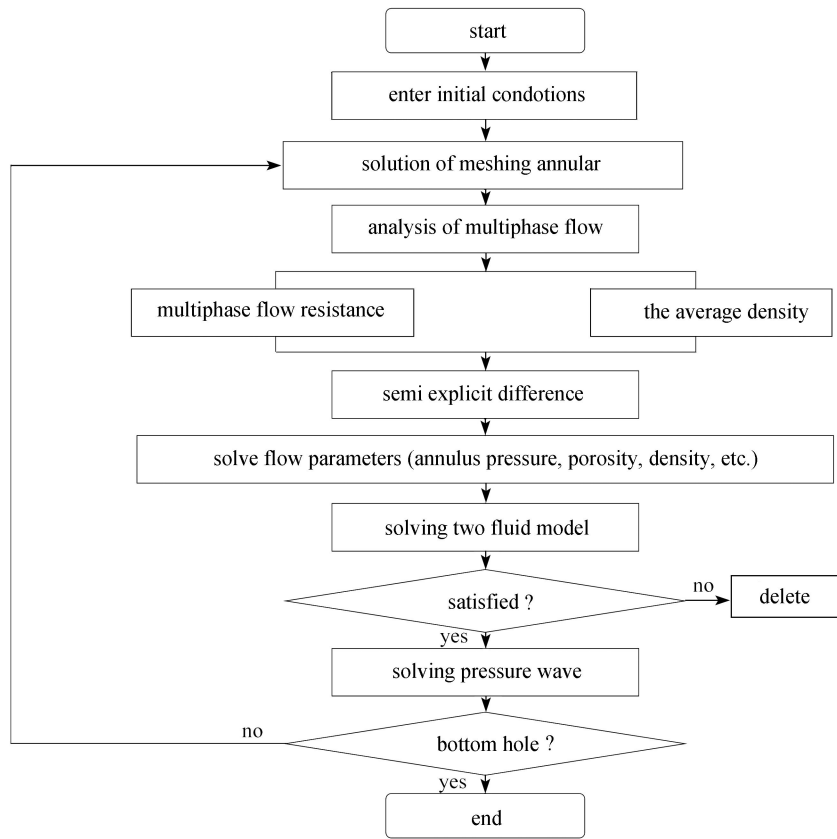 start
enter initial condotions
solution of meshing annular
analysis of multiphase flow
multiphase flow resistance
the average density
semi explicit difference
solve flow parameters (annulus pressure, porosity, density, etc.)
solving two fluid model
satisfied ?
no
delete
yes
solving pressure wave
no
bottom hole ?
yes
end